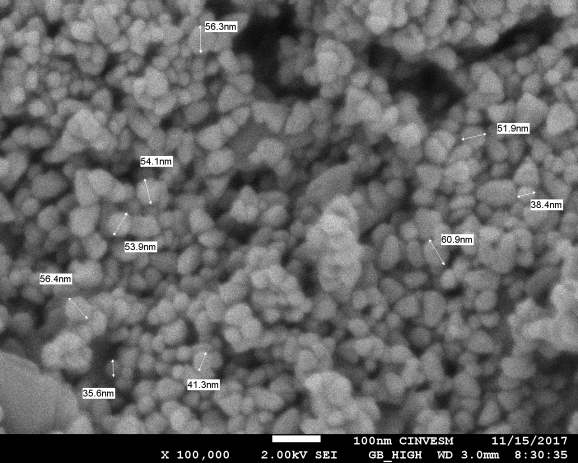 56.3nm
51.9nm
54.1nm
38.4nm
53.9nm
60.9nm
56.4nm
35.6nm
41.3nm
100nm CINVESM 11/15/2017
X 100,000 2.00kV SEI GB_HIGH WD 3.0mm 8:30:35